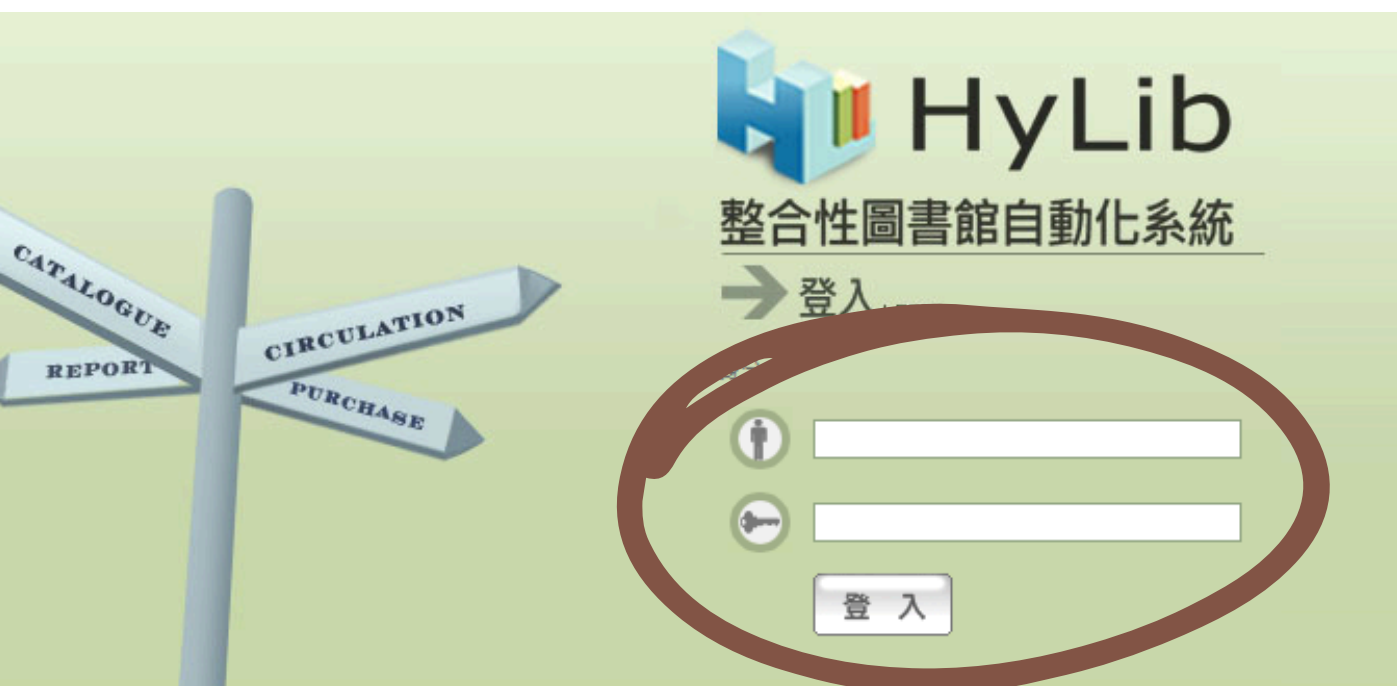 HyLib
整合性圖書館自動化系統
登入
CATALOGUE
CIRCULATION
REPORT
PURCHASE
登 入